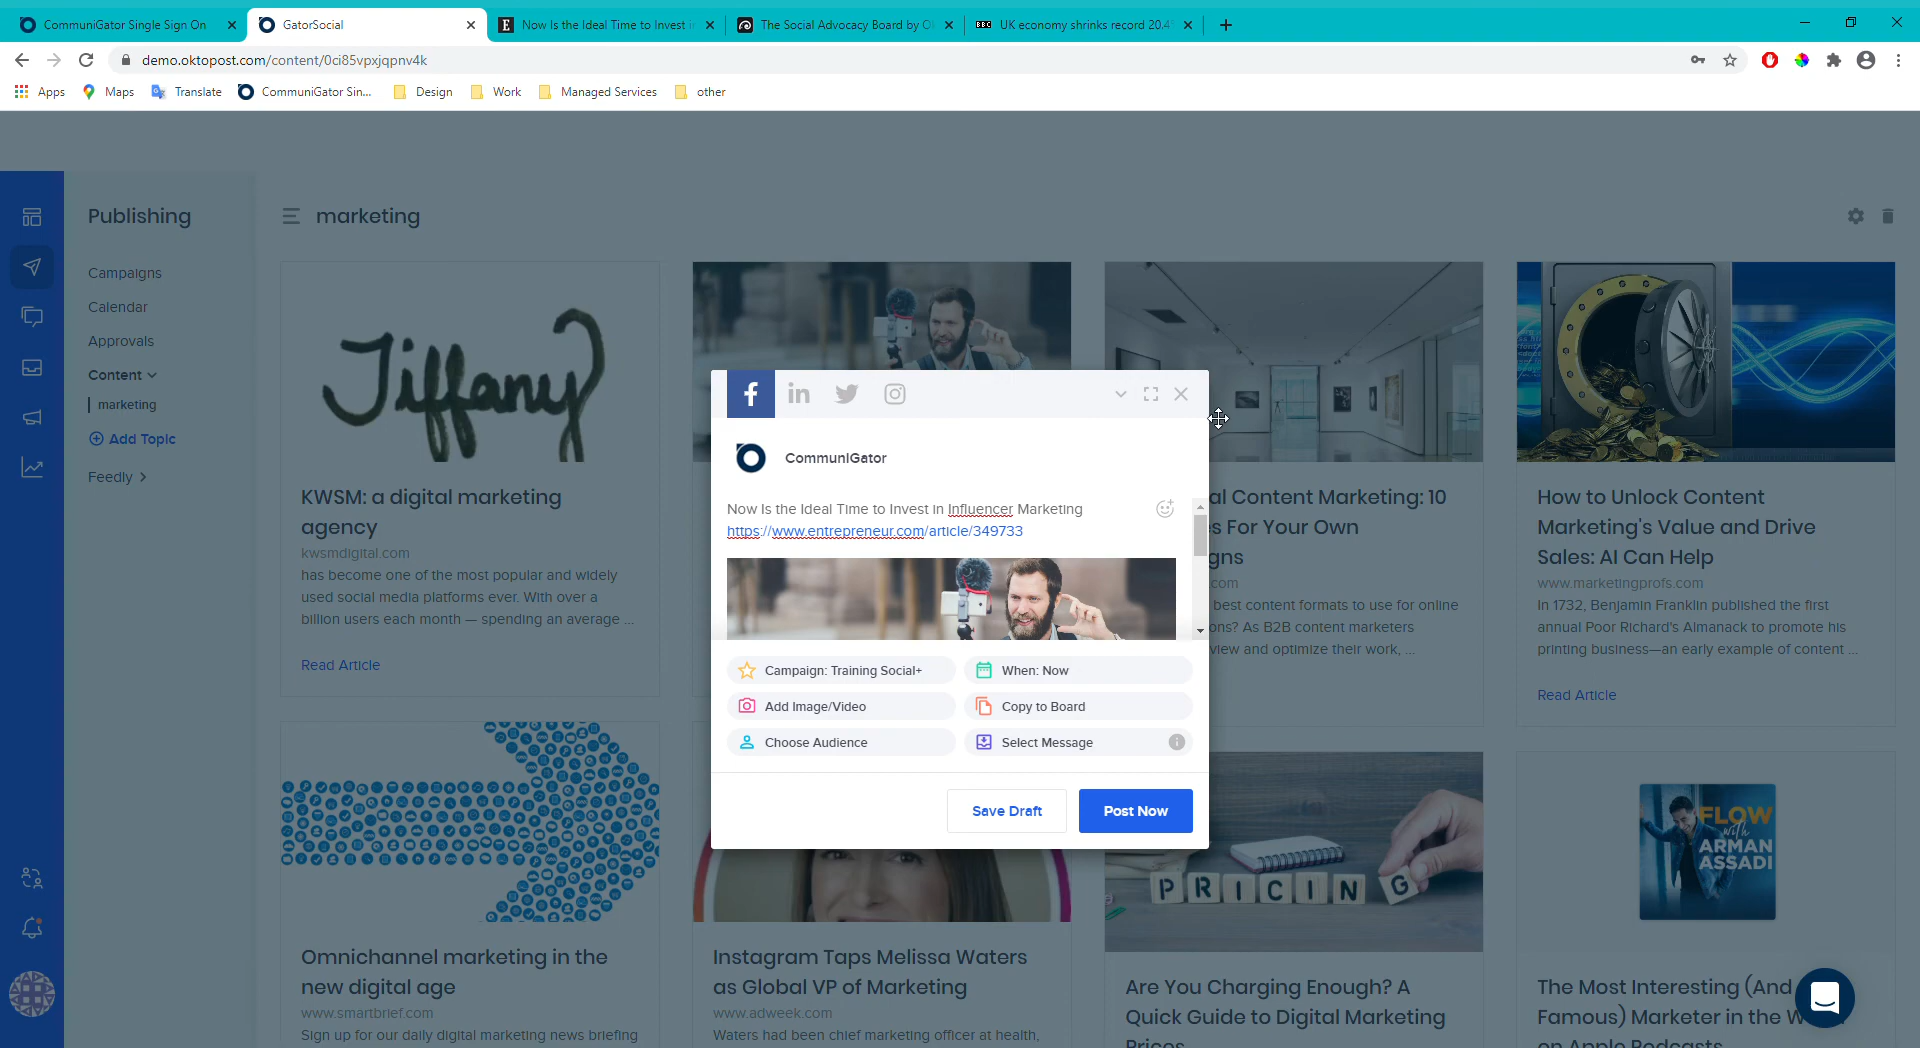 CommuniGator Single Sign On
GatorSocial
Now Is the Ideal Time to Invest i
The Social Advocacy Board by O
UK economy shrinks record 20.4
demo.oktopost.com/content/0ci85vpxjqpnv4k
Apps
Maps
Translate
CommuniGator Sin...
Design
Work
Managed Services
other
Publishing
Campaigns
Calendar
Approvals
Content
marketing
Add Topic
Feedly
marketing
Tiffany
KWSM: a digital marketing
agency
kwsmdigital.com
has become one of the most popular and widely
used social media platforms ever. With over a
billion users each month — spending an average ...
Read Article
CommuniGator
Now Is the Ideal Time to Invest in Influencer Marketing
https://www.entrepreneur.com/article/349733
Campaign: Training Social+
When: Now
Add Image/Video
Copy to Board
Choose Audience
Select Message
Save Draft
Post Now
al Content Marketing: 10
s For Your Own
gns
.com
best content formats to use for online
ons? As B2B content marketers
view and optimize their work, ...
How to Unlock Content
Marketing's Value and Drive
Sales: AI Can Help
www.marketingprofs.com
In 1732, Benjamin Franklin published the first
annual Poor Richard's Almanack to promote his
printing business—an early example of content ...
Read Article
Omnichannel marketing in the
new digital age
www.smartbrief.com
Sign up for our daily digital marketing news briefing
Instagram Taps Melissa Waters
as Global VP of Marketing
www.adweek.com
Waters had been chief marketing officer at health,
PRICING
Are You Charging Enough? A
Quick Guide to Digital Marketing
Prices
FLOW
with
ARMAN
ASSADI
The Most Interesting (And
Famous) Marketer in the W
on Apple Podcasts